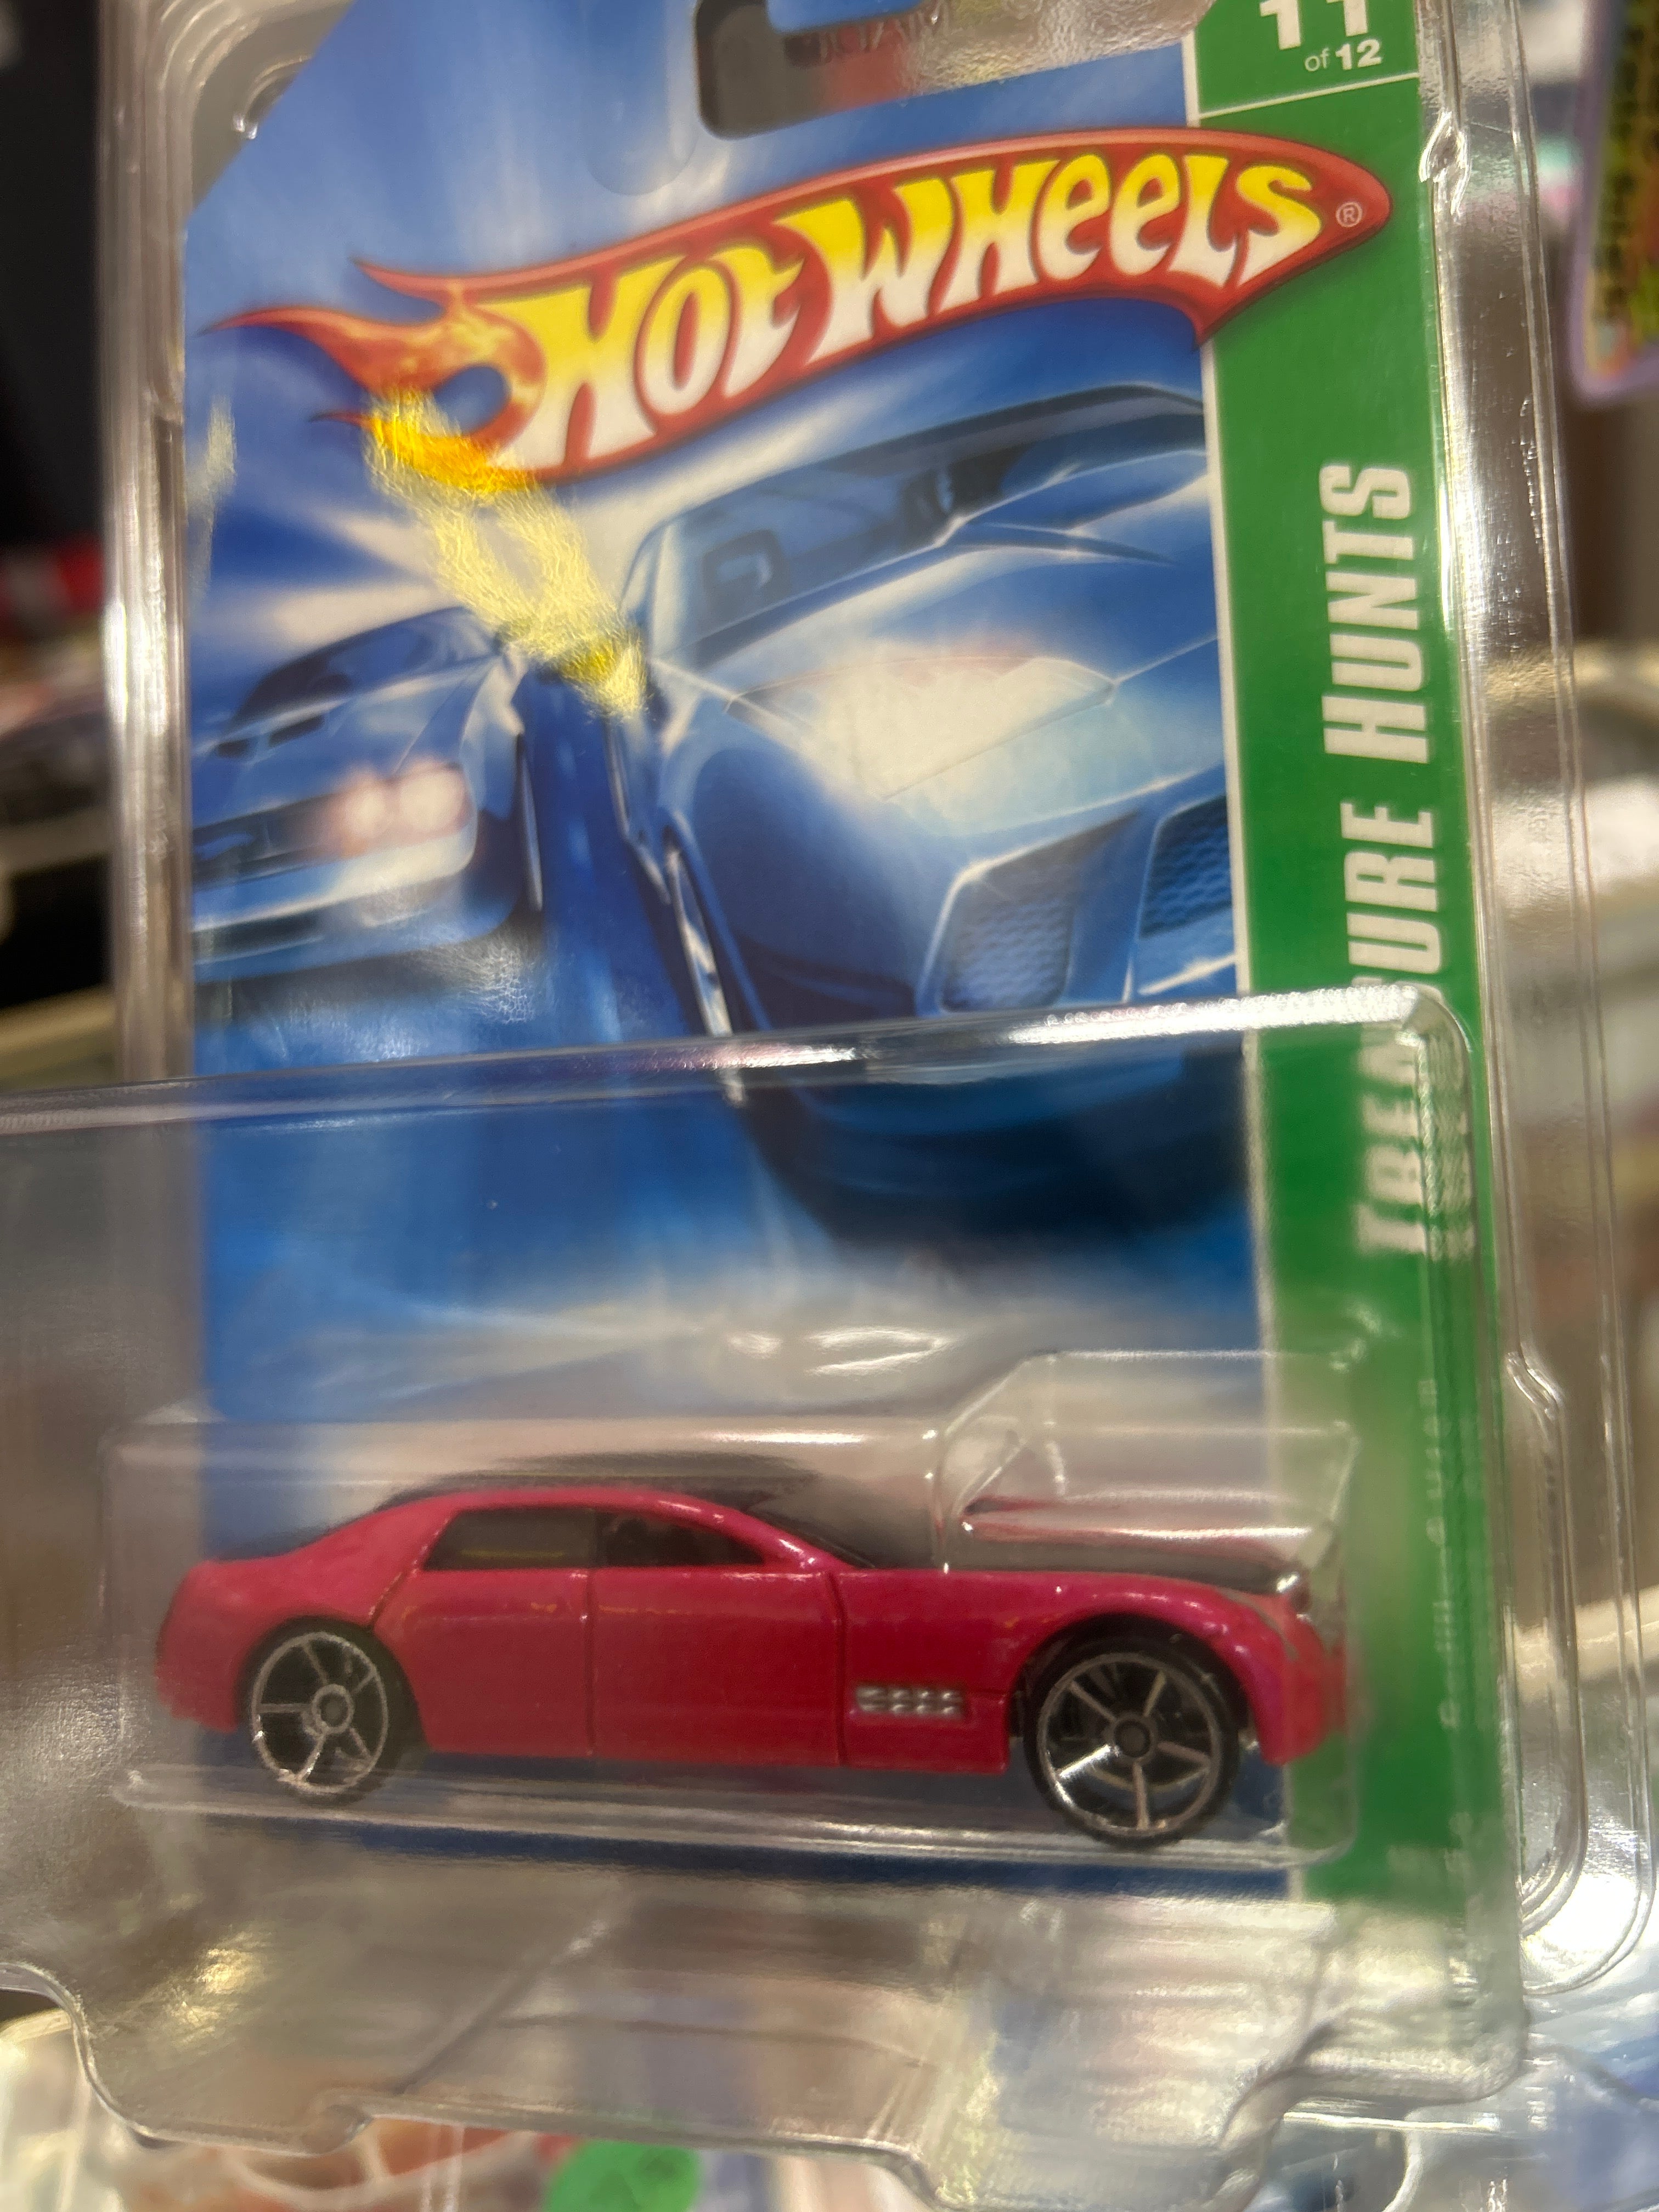 11
of 12
HOT WHEELS®
TREASURE HUNTS